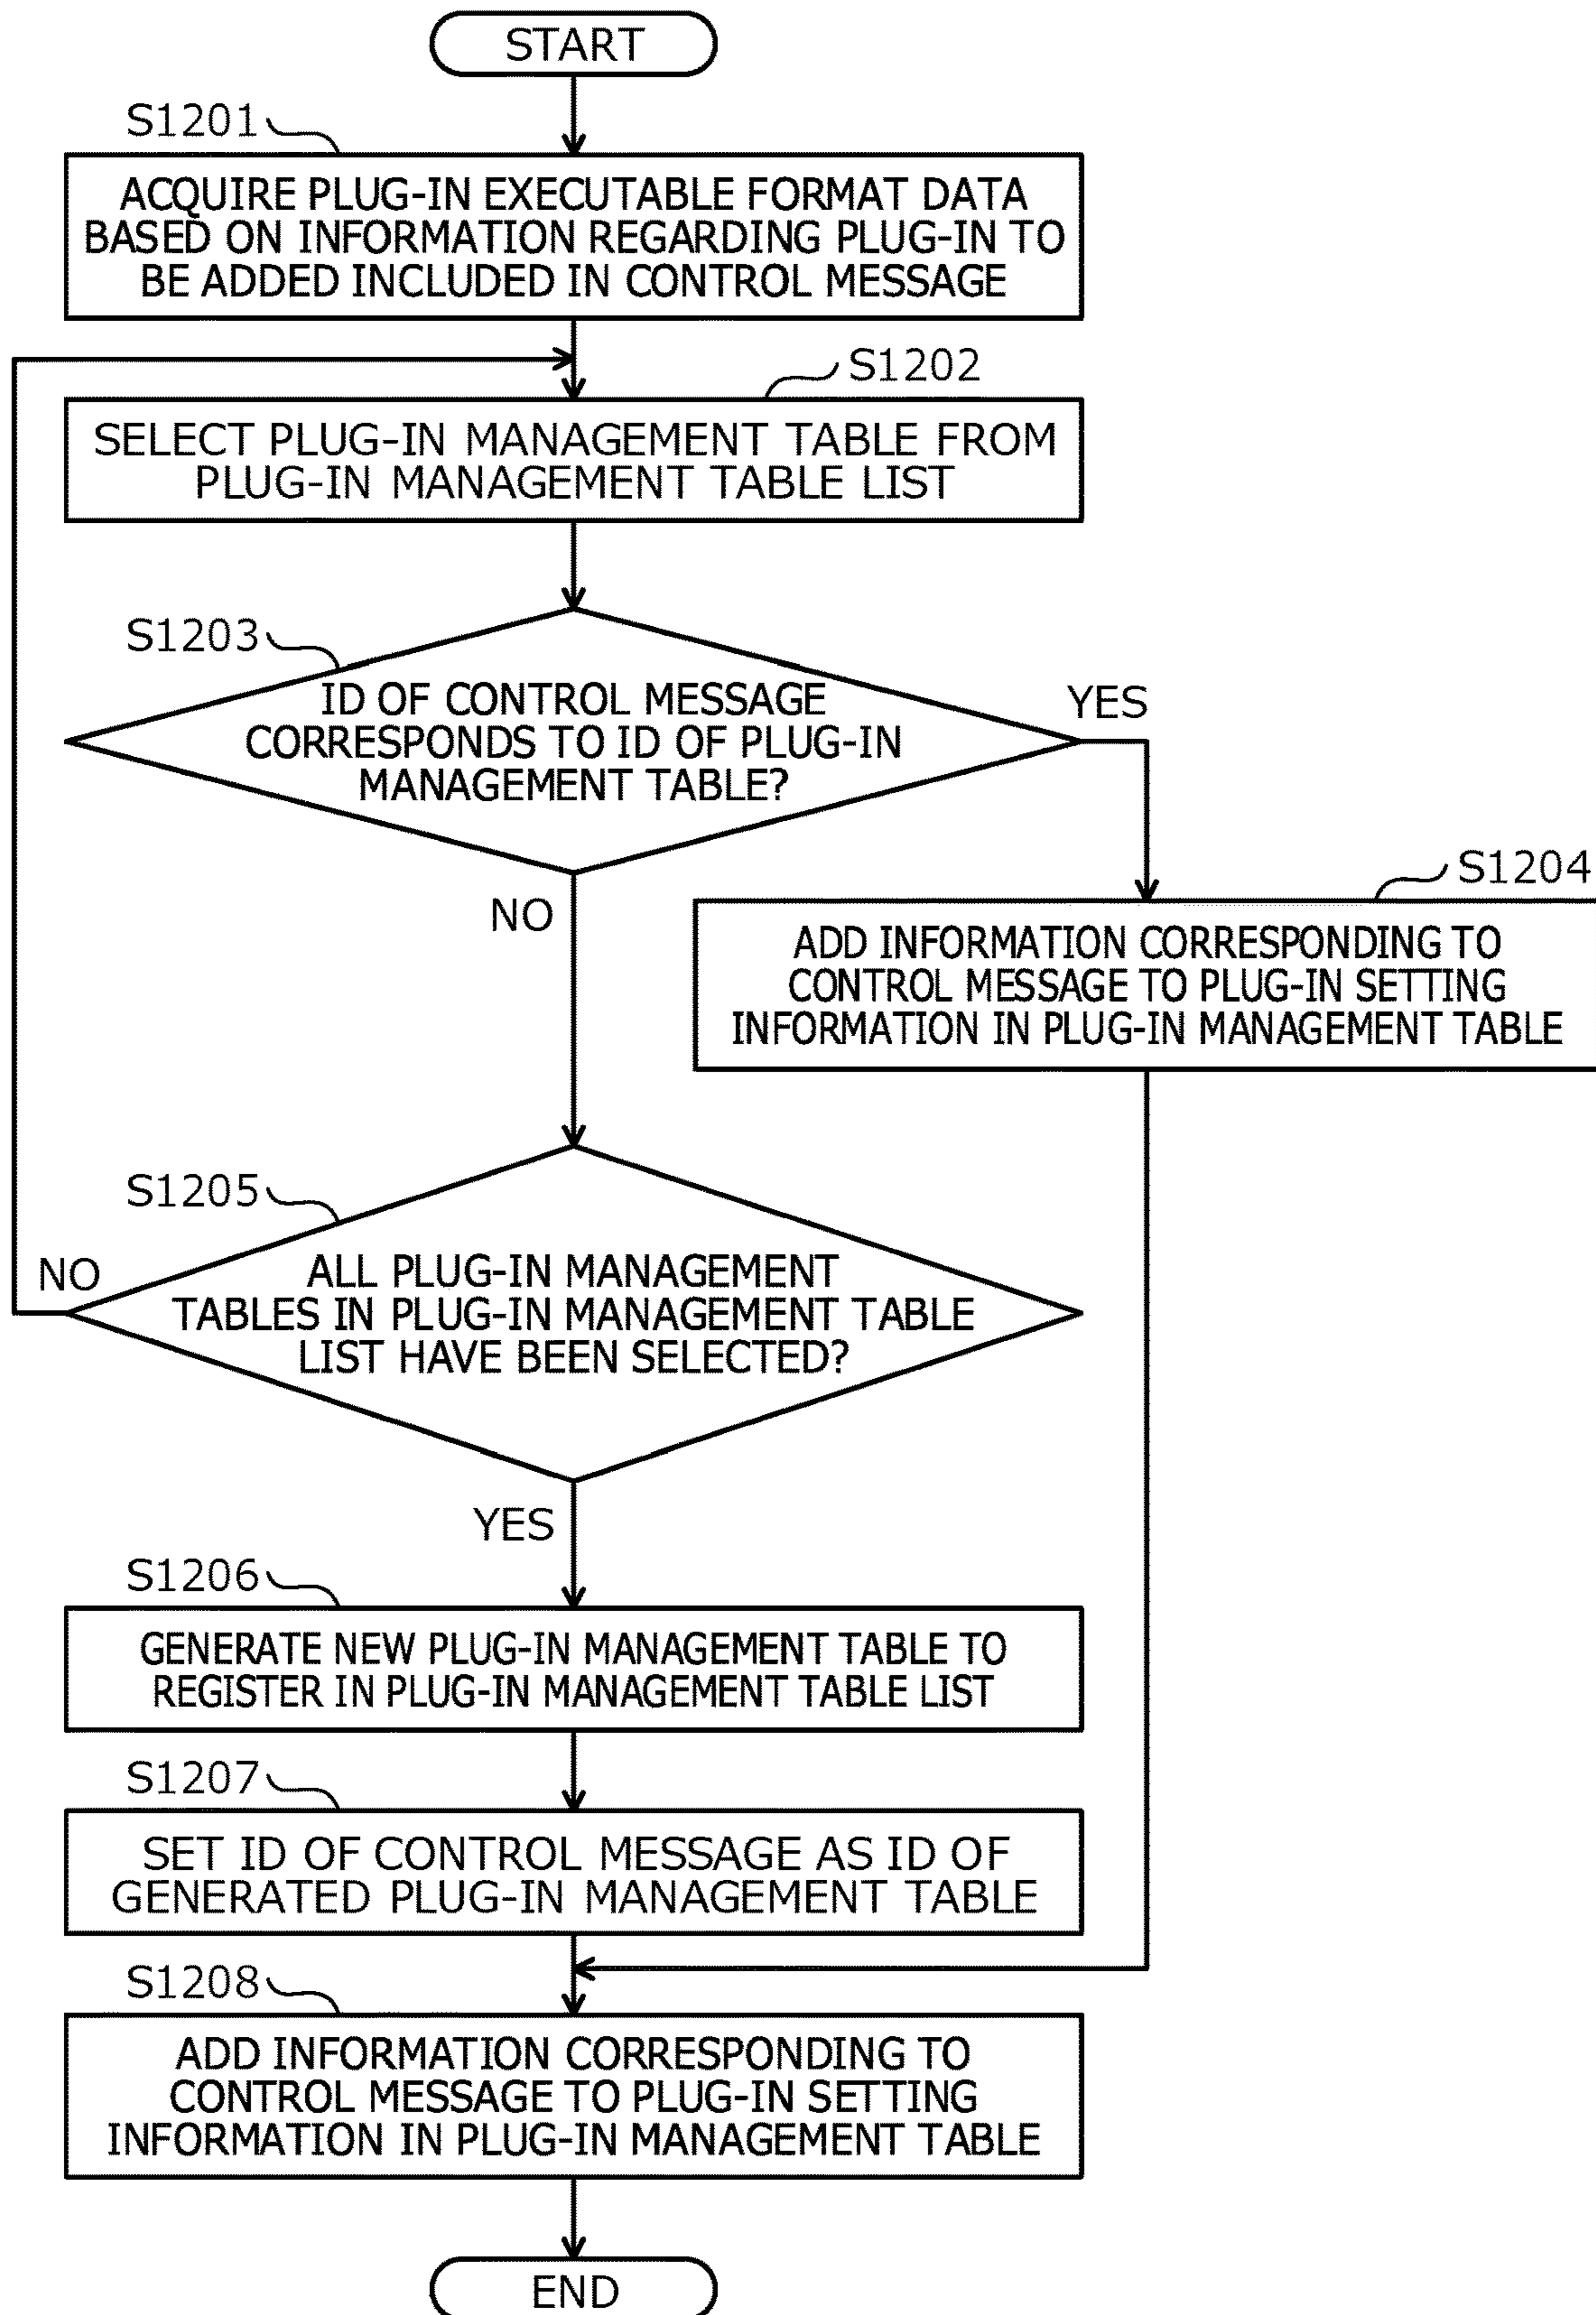 START
S1201
ACQUIRE PLUG-IN EXECUTABLE FORMAT DATA
BASED ON INFORMATION REGARDING PLUG-IN TO
BE ADDED INCLUDED IN CONTROL MESSAGE
S1202
SELECT PLUG-IN MANAGEMENT TABLE FROM
PLUG-IN MANAGEMENT TABLE LIST
S1203
ID OF CONTROL MESSAGE
CORRESPONDS TO ID OF PLUG-IN
MANAGEMENT TABLE?
YES
NO
S1204
ADD INFORMATION CORRESPONDING TO
CONTROL MESSAGE TO PLUG-IN SETTING
INFORMATION IN PLUG-IN MANAGEMENT TABLE
S1205
ALL PLUG-IN MANAGEMENT
TABLES IN PLUG-IN MANAGEMENT TABLE
LIST HAVE BEEN SELECTED?
NO
YES
S1206
GENERATE NEW PLUG-IN MANAGEMENT TABLE TO
REGISTER IN PLUG-IN MANAGEMENT TABLE LIST
S1207
SET ID OF CONTROL MESSAGE AS ID OF
GENERATED PLUG-IN MANAGEMENT TABLE
S1208
ADD INFORMATION CORRESPONDING TO
CONTROL MESSAGE TO PLUG-IN SETTING
INFORMATION IN PLUG-IN MANAGEMENT TABLE
END